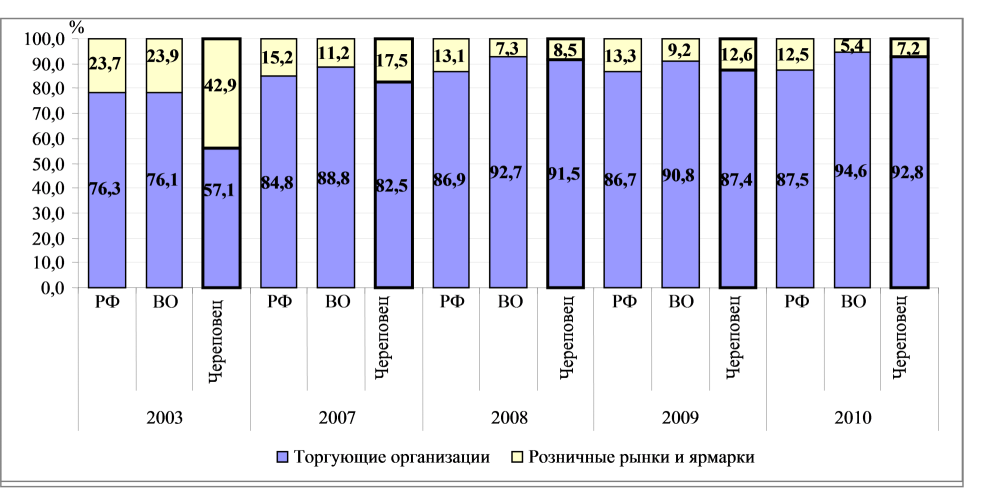 %
100,0
90,0
80,0
70,0
60,0
50,0
40,0
30,0
20,0
10,0
0,0
23,7 23,9 42,9 15,2 11,2 17,5 13,1 7,3 8,5 13,3 9,2 12,6 12,5 5,4 7,2
76,3 76,1 57,1 84,8 88,8 82,5 86,9 92,7 91,5 86,7 90,8 87,4 87,5 94,6 92,8
РФ ВО Череповец РФ ВО Череповец РФ ВО Череповец РФ ВО Череповец РФ ВО Череповец
2003 2007 2008 2009 2010
Торгующие организации Розничные рынки и ярмарки